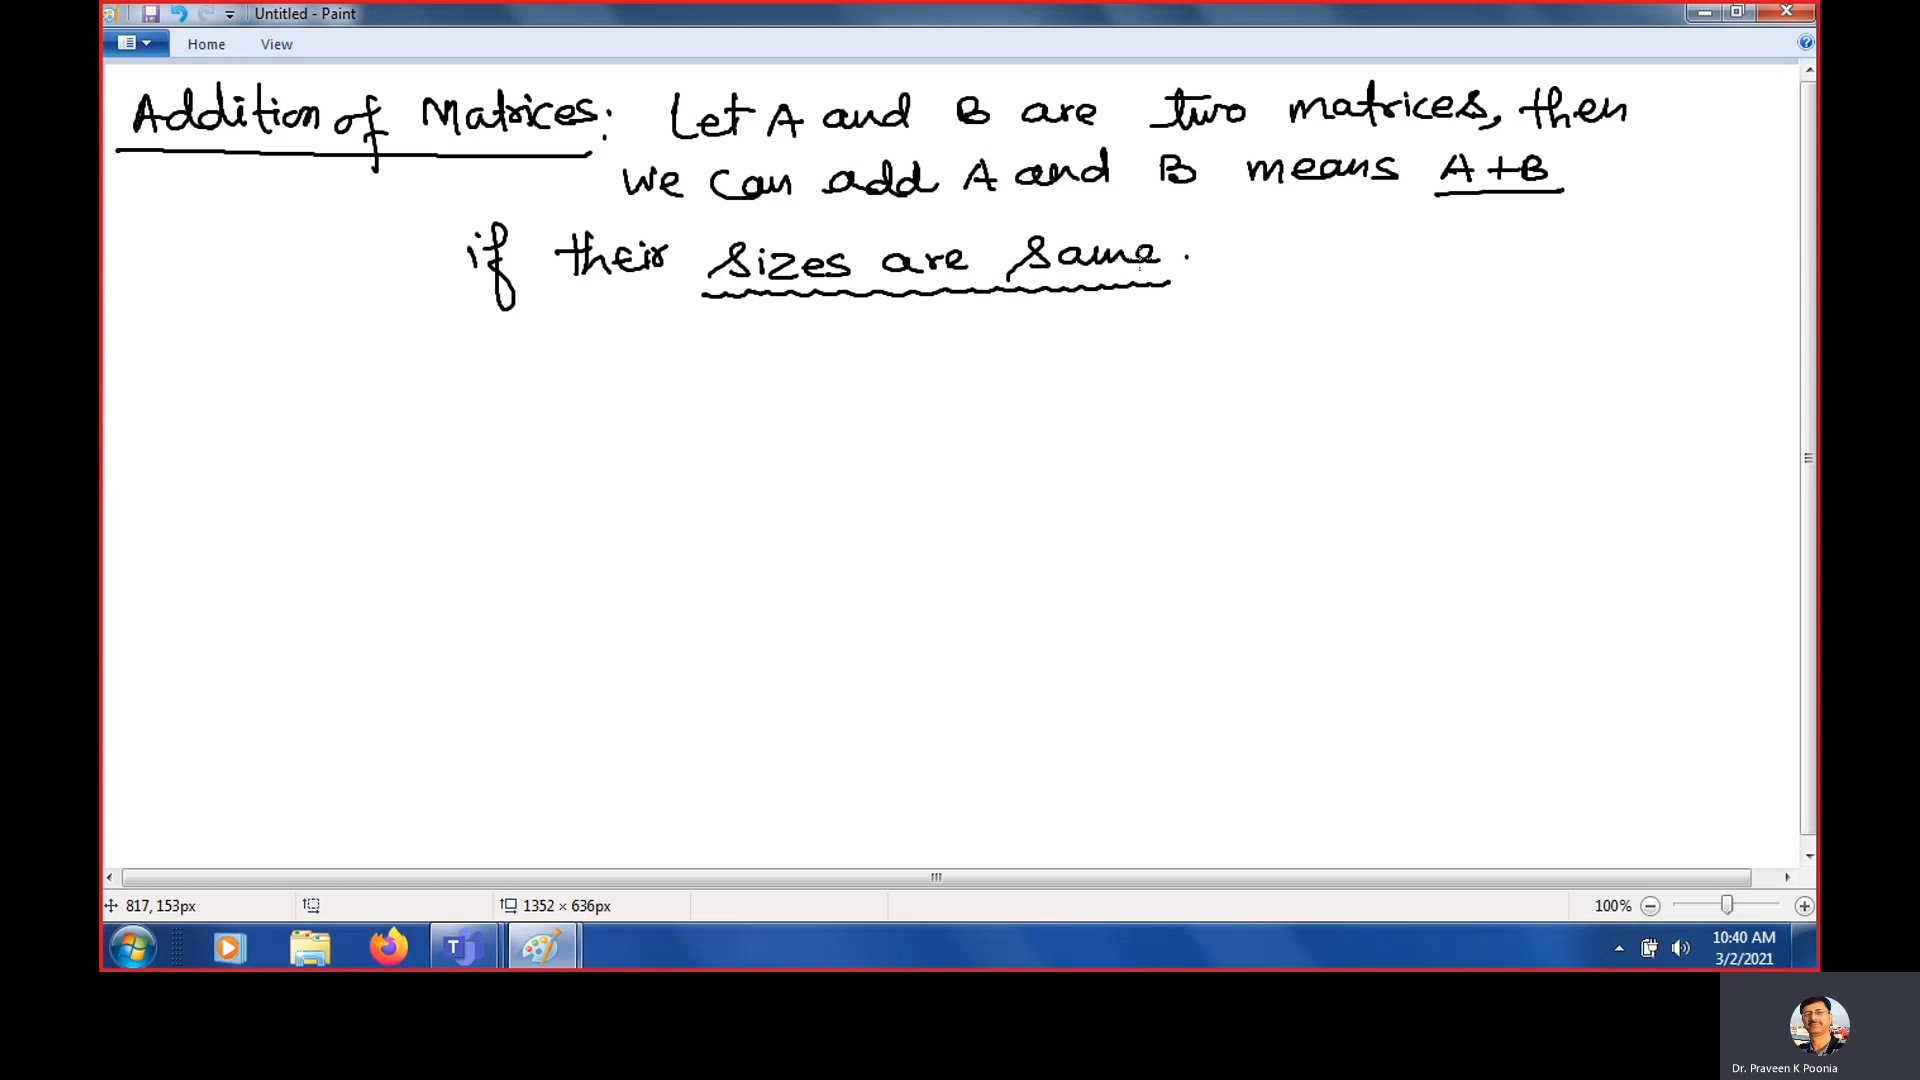 Untitled - Paint
Home View
Addition of Matrices: Let A and B are two matrices, then
we can add A and B means A+B
if their sizes are same.
817, 153px
1352 × 636px
100%
10:40 AM
3/2/2021
Dr. Praveen K Poonia